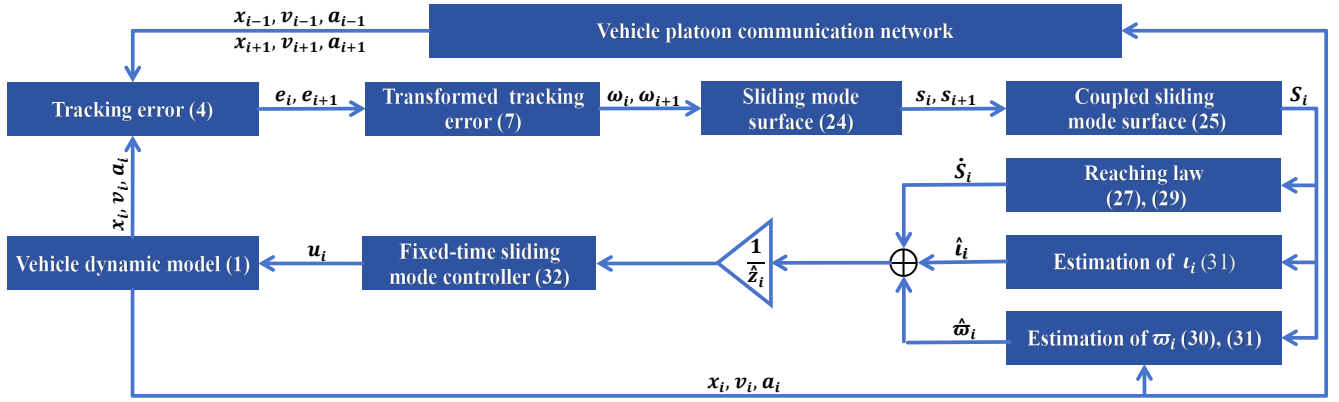 x_{i-1}, v_{i-1}, a_{i-1}
x_{i+1}, v_{i+1}, a_{i+1}
Vehicle platoon communication network
Tracking error (4)
e_i, e_{i+1}
Transformed tracking
error (7)
ω_i, ω_{i+1}
Sliding mode
surface (24)
s_i, s_{i+1}
Coupled sliding
mode surface (25)
S_i
x_i, v_i, a_i
Ṡ_i
Reaching law
(27), (29)
Vehicle dynamic model (1)
u_i
Fixed-time sliding
mode controller (32)
1
ẑ_i
ι̂_i
Estimation of ι_i (31)
ϖ̂_i
Estimation of ϖ_i (30), (31)
x_i, v_i, a_i